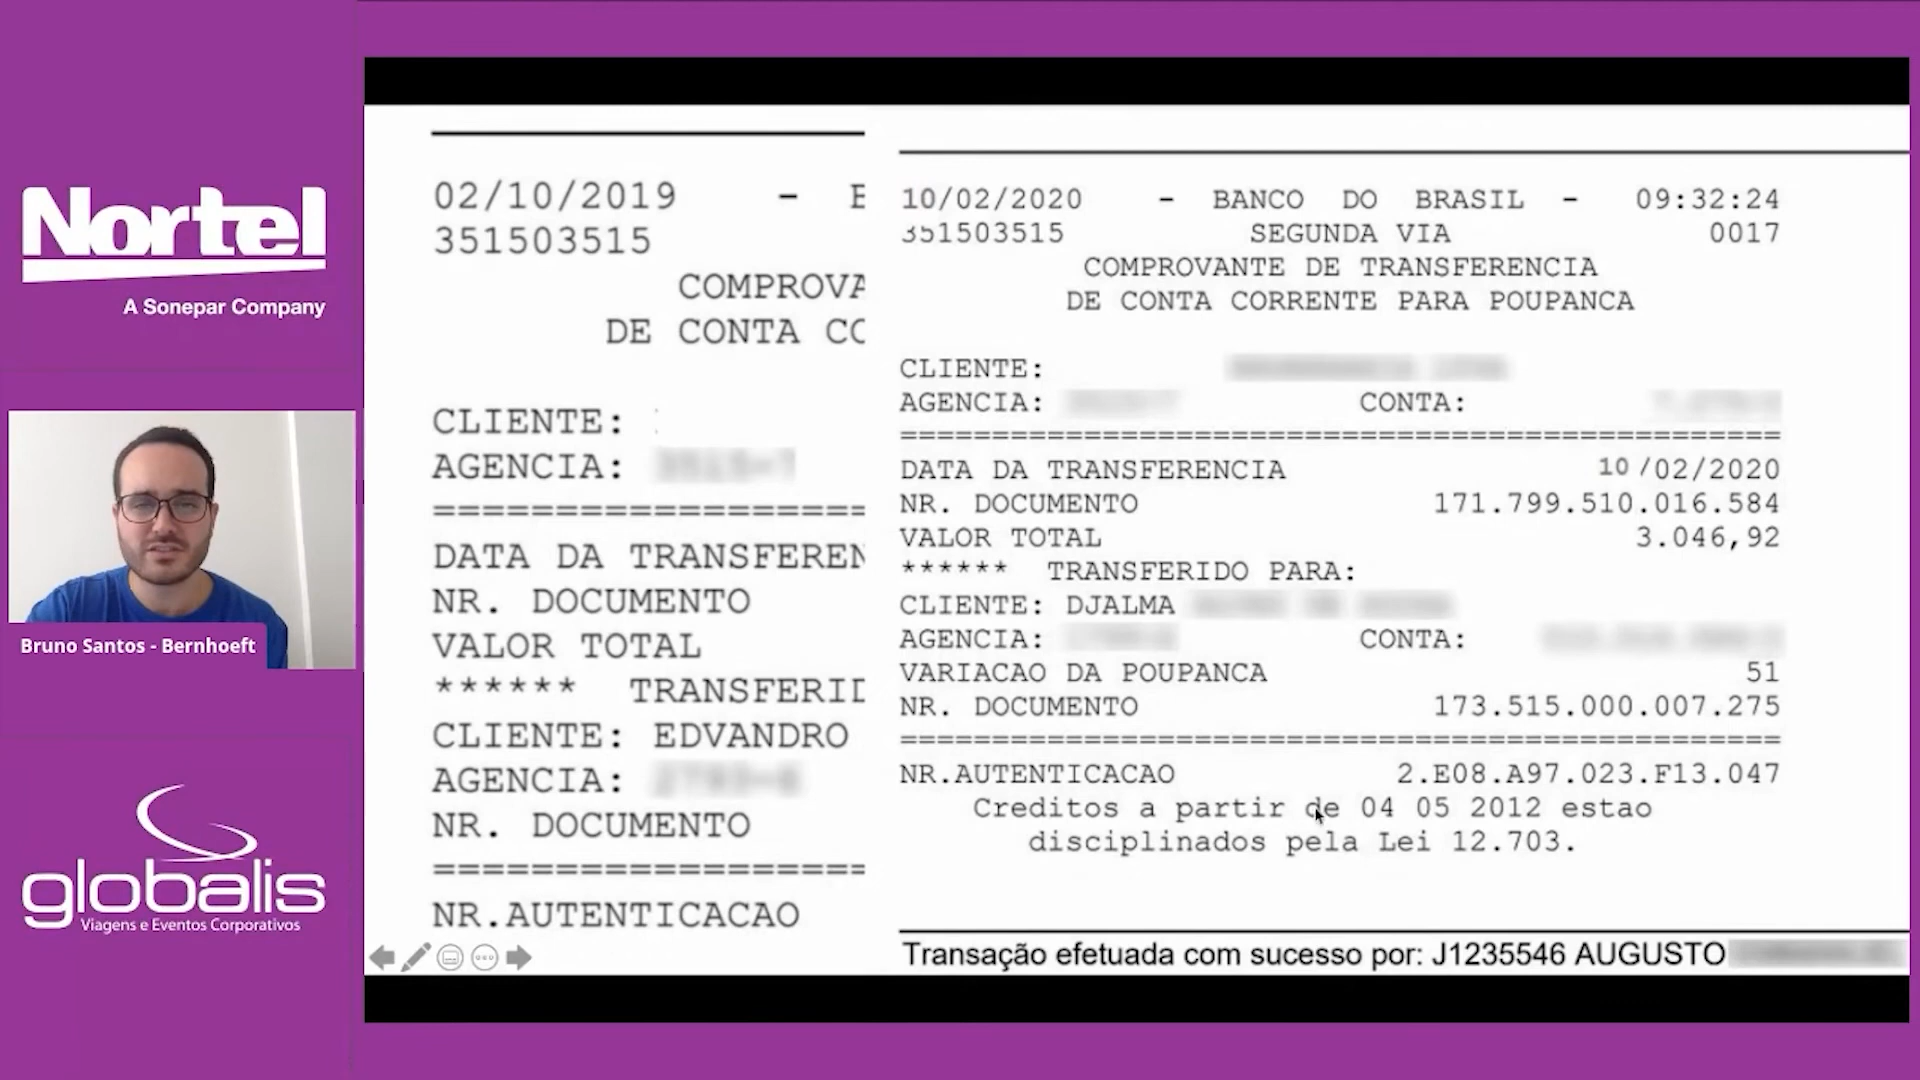 Nortel
A Sonepar Company
Bruno Santos - Bernhoeft
globalis
Viagens e Eventos Corporativos
02/10/2019 - B
351503515
COMPROVA
DE CONTA CO
CLIENTE:
AGENCIA:
==================
DATA DA TRANSFEREN
NR. DOCUMENTO
VALOR TOTAL
****** TRANSFERID
CLIENTE: EDVANDRO
AGENCIA:
NR. DOCUMENTO
==================
NR.AUTENTICACAO
10/02/2020 - BANCO DO BRASIL - 09:32:24
351503515 SEGUNDA VIA 0017
COMPROVANTE DE TRANSFERENCIA
DE CONTA CORRENTE PARA POUPANCA
CLIENTE:
AGENCIA: CONTA:
================================================
DATA DA TRANSFERENCIA 10 /02/2020
NR. DOCUMENTO 171.799.510.016.584
VALOR TOTAL 3.046,92
****** TRANSFERIDO PARA:
CLIENTE: DJALMA
AGENCIA: CONTA:
VARIACAO DA POUPANCA 51
NR. DOCUMENTO 173.515.000.007.275
================================================
NR.AUTENTICACAO 2.E08.A97.023.F13.047
Creditos a partir de 04 05 2012 estao
disciplinados pela Lei 12.703.
Transação efetuada com sucesso por: J1235546 AUGUSTO